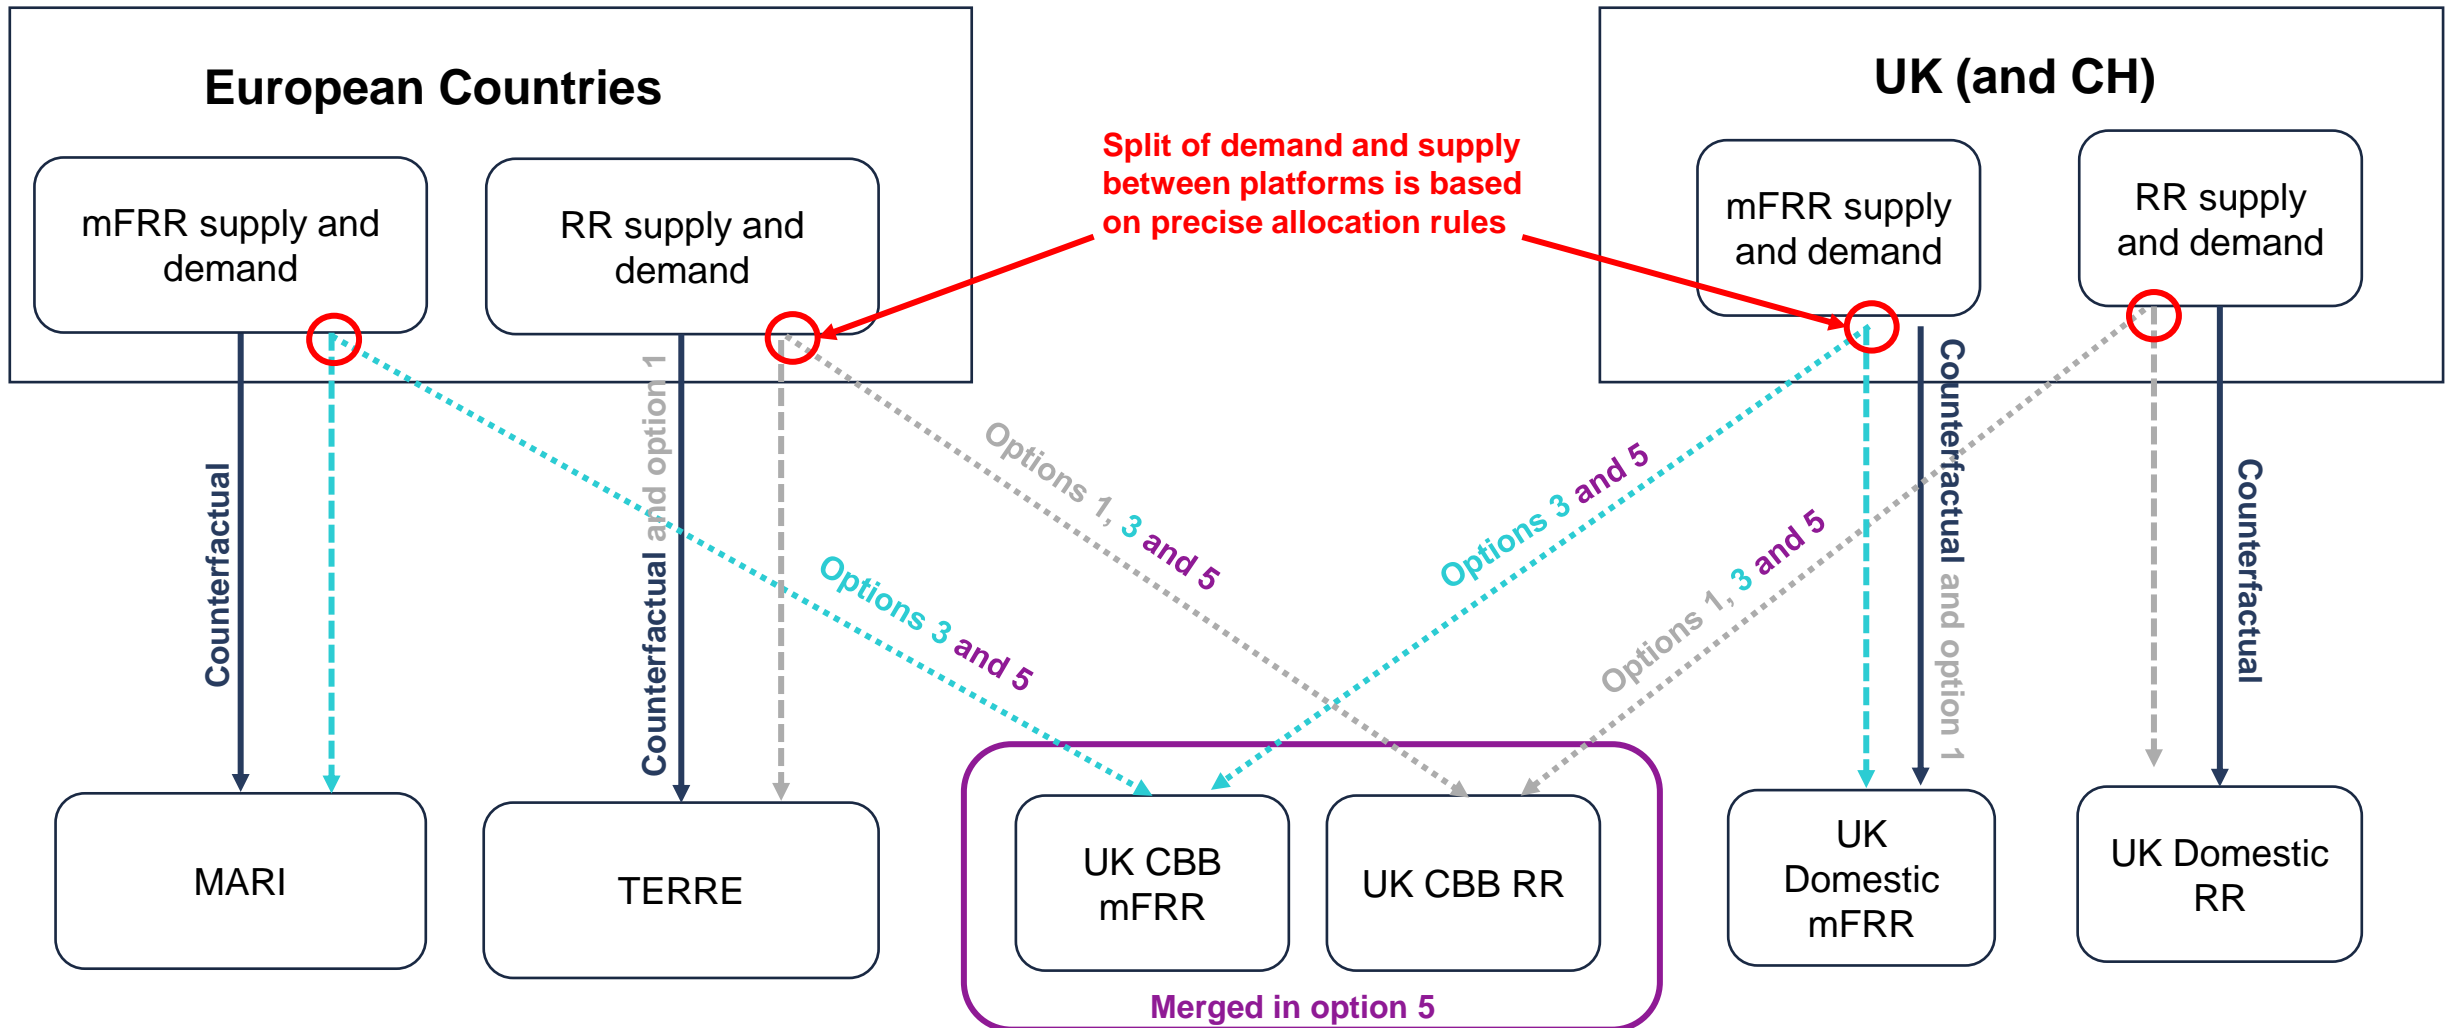 European Countries
UK (and CH)
mFRR supply and
demand
RR supply and
demand
Split of demand and supply
between platforms is based
on precise allocation rules
mFRR supply
and demand
RR supply
and demand
Counterfactual
Counterfactual and option 1
Options 3 and 5
Options 1, 3 and 5
Options 3 and 5
Options 1, 3 and 5
Counterfactual and option 1
Counterfactual
MARI
TERRE
UK CBB
mFRR
UK CBB RR
UK
Domestic
mFRR
UK Domestic
RR
Merged in option 5